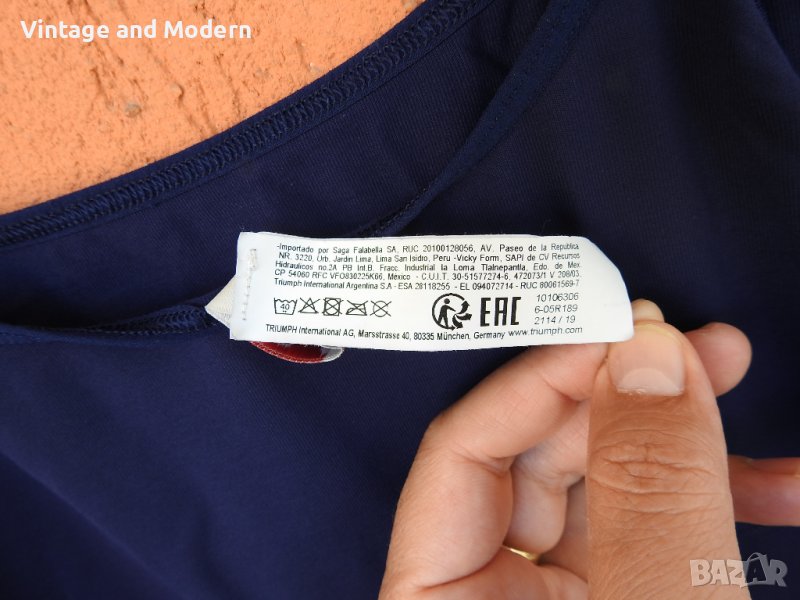 Vintage and Modern
-Importado por Saga Falabella SA, RUC 20100128056, AV. Paseo de la Republica
NR. 3220, Urb. Jardin Lima, Lima San Isidro, Peru -Vicky Form, SAPI de CV Recursos
Hidraulicos no.2A PB Int.B. Fracc. Industrial la Loma Tlalnepantla, Edo. de Mex.
CP 54060 RFC VFO830225K66, Mexico - C.U.I.T. 30-51577274-6, 472073/1 V 208/03.
Triumph International Argentina S.A - ESA 28118255 - EL 094072714 - RUC 80061569-7
40
EAC
10106306
6-05R189
2114 / 19
TRIUMPH International AG, Marsstrasse 40, 80335 München, Germany www.triumph.com
BAZAR